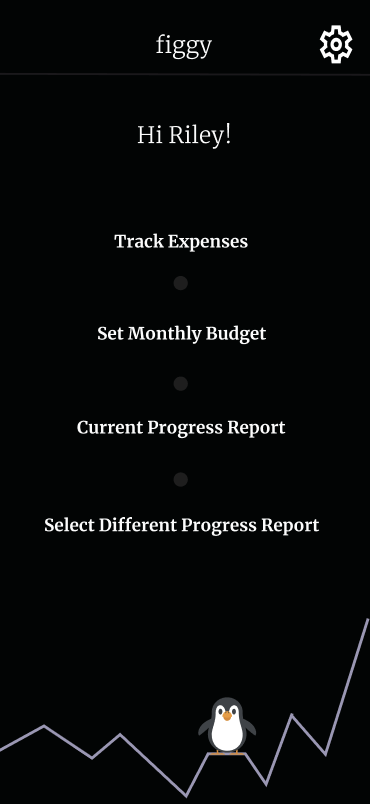 figgy
Hi Riley!
Track Expenses
Set Monthly Budget
Current Progress Report
Select Different Progress Report